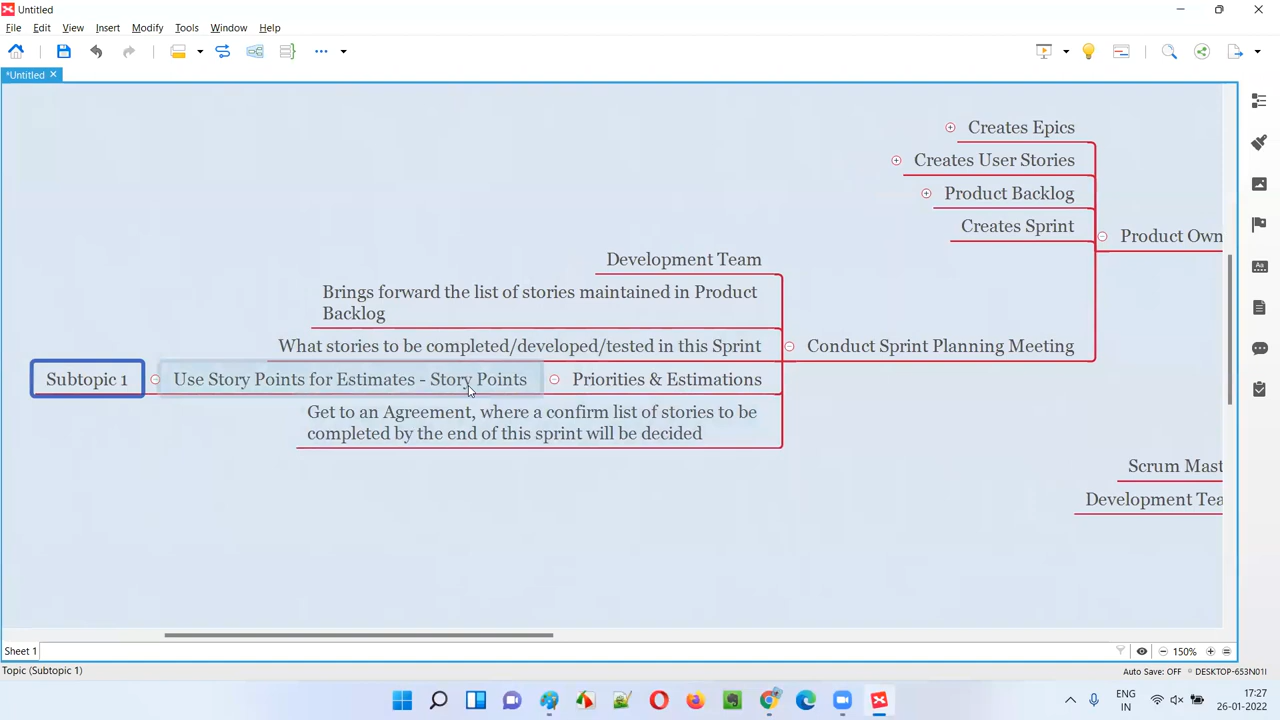 Untitled
File Edit View Insert Modify Tools Window Help
*Untitled
Creates Epics
Creates User Stories
Product Backlog
Creates Sprint
Product Own
Development Team
Brings forward the list of stories maintained in Product
Backlog
What stories to be completed/developed/tested in this Sprint
Conduct Sprint Planning Meeting
Subtopic 1
Use Story Points for Estimates - Story Points
Priorities & Estimations
Get to an Agreement, where a confirm list of stories to be
completed by the end of this sprint will be decided
Scrum Mast
Development Tea
Sheet 1
150%
Topic (Subtopic 1)
Auto Save: OFF
DESKTOP-653N01I
ENG
IN
17:27
26-01-2022